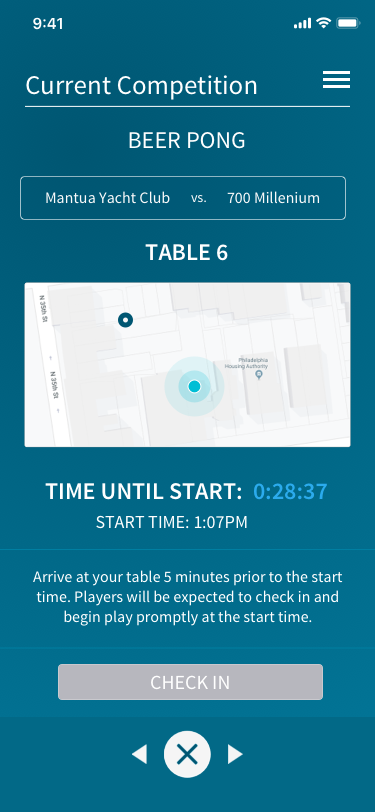 9:41
Current Competition
BEER PONG
Mantua Yacht Club vs. 700 Millenium
TABLE 6
N 35th St
Philadelphia
Housing Authority
N 35th St
TIME UNTIL START: 0:28:37
START TIME: 1:07PM
Arrive at your table 5 minutes prior to the start
time. Players will be expected to check in and
begin play promptly at the start time.
CHECK IN